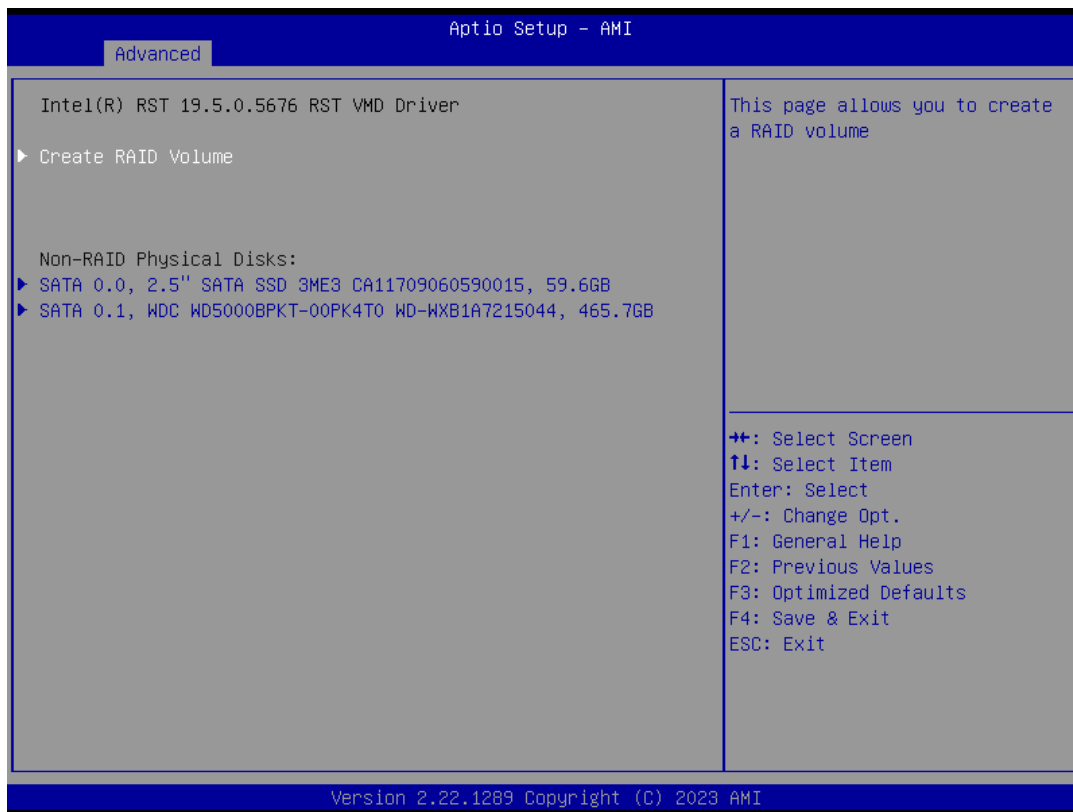 Aptio Setup - AMI
Advanced
Intel(R) RST 19.5.0.5676 RST VMD Driver
Create RAID Volume
Non-RAID Physical Disks:
SATA 0.0, 2.5" SATA SSD 3ME3 CA11709060590015, 59.6GB
SATA 0.1, WDC WD5000BPKT-00PK4T0 WD-WXB1A7215044, 465.7GB
This page allows you to create
a RAID volume
→←: Select Screen
↑↓: Select Item
Enter: Select
+/-: Change Opt.
F1: General Help
F2: Previous Values
F3: Optimized Defaults
F4: Save & Exit
ESC: Exit
Version 2.22.1289 Copyright (C) 2023 AMI